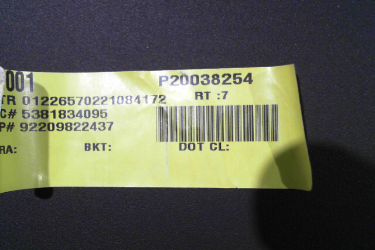 001 P20038254
TR 01226570221084172 RT :7
C# 5381834095
P# 92209822437
RA: BKT: DOT CL: